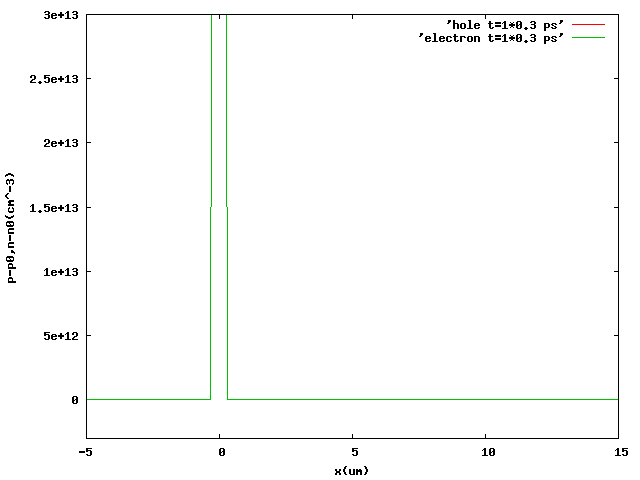 3e+13
2.5e+13
2e+13
1.5e+13
1e+13
5e+12
0
p-p0,n-n0(cm^-3)
'hole t=1*0.3 ps'
'electron t=1*0.3 ps'
-5 0 5 10 15
x(um)